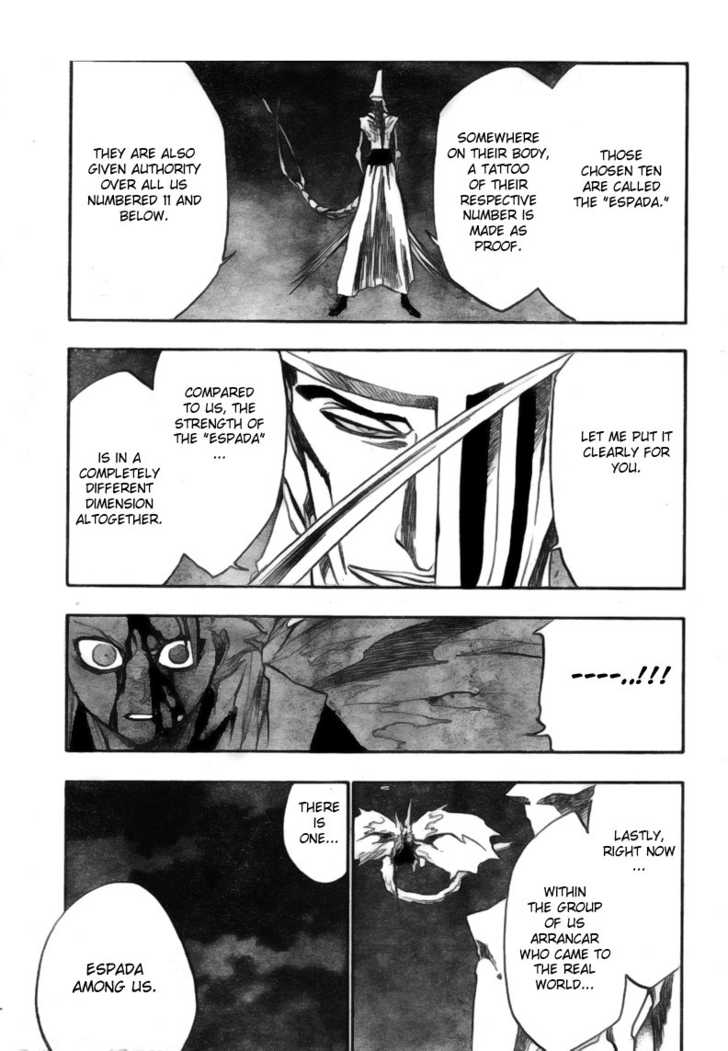 THOSE
CHOSEN TEN
ARE CALLED
THE "ESPADA."
SOMEWHERE
ON THEIR BODY,
A TATTOO
OF THEIR
RESPECTIVE
NUMBER IS
MADE AS
PROOF.
THEY ARE ALSO
GIVEN AUTHORITY
OVER ALL US
NUMBERED 11 AND
BELOW.
LET ME PUT IT
CLEARLY FOR
YOU.
COMPARED
TO US, THE
STRENGTH OF
THE "ESPADA"
...
IS IN A
COMPLETELY
DIFFERENT
DIMENSION
ALTOGETHER.
----..!!!
LASTLY,
RIGHT NOW
...
WITHIN
THE GROUP
OF US
ARRANCAR
WHO CAME TO
THE REAL
WORLD...
THERE
IS
ONE...
ESPADA
AMONG US.